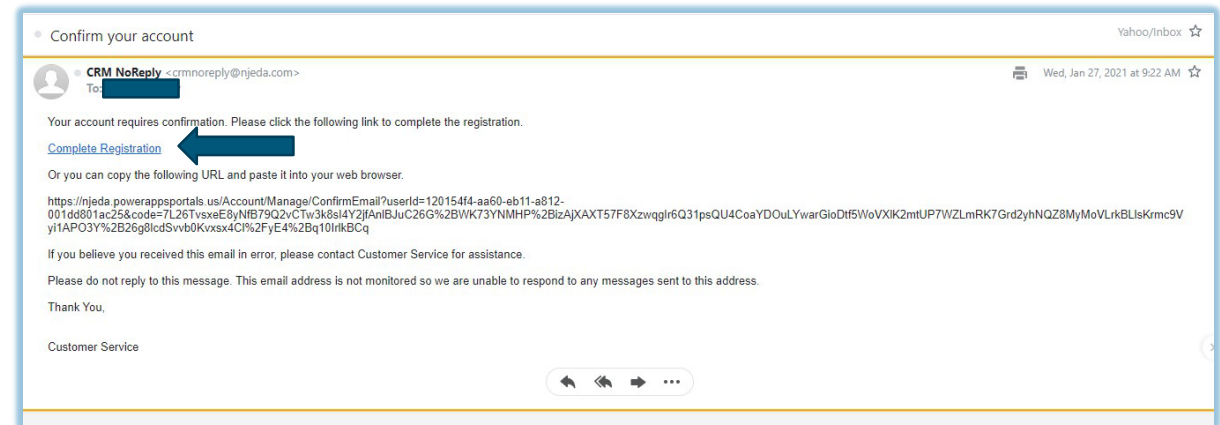 Confirm your account
Yahoo/Inbox
CRM NoReply <crmnoreply@njeda.com>
Wed, Jan 27, 2021 at 9:22 AM
To:
Your account requires confirmation. Please click the following link to complete the registration.
Complete Registration
Or you can copy the following URL and paste it into your web browser.
https://njeda.powerappsportals.us/Account/Manage/ConfirmEmail?userId=120154f4-aa60-eb11-a812-
001dd801ac25&code=7L26TvsxeE8yNfB79Q2vCTw3k8sI4Y2jfAnIBJuC26G%2BWK73YNMHP%2BizAjXAXT57F8XzwqgIr6Q31psQU4CoaYDOuLYwarGioDtf5WoVXlK2mtUP7WZLmRK7Grd2yhNQZ8MyMoVLrkBLIsKrmc9V
yi1APO3Y%2B26g8IcdSvvb0Kvxsx4CI%2FyE4%2Bq10IrlkBCq
If you believe you received this email in error, please contact Customer Service for assistance.
Please do not reply to this message. This email address is not monitored so we are unable to respond to any messages sent to this address.
Thank You,
Customer Service